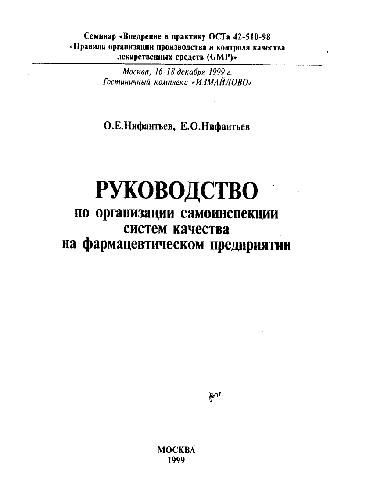 Семинар «Внедрение в практику ОСТа 42-510-98
«Правила организации производства и контроля качества
лекарственных средств (GMP)»
Москва, 16-18 декабря 1999 г.
Гостиничный комплекс «ИЗМАЙЛОВО»
О.Е.Нифантьев, Е.О.Нифантьев
РУКОВОДСТВО
по организации самоинспекции
систем качества
на фармацевтическом предприятии
МОСКВА
1999